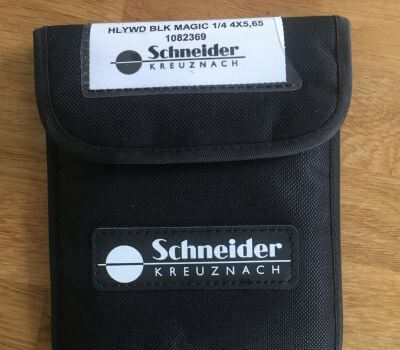 HLYWD BLK MAGIC 1/4 4X5,65
1082369
Schneider
KREUZNACH
Schneider
KREUZNACH